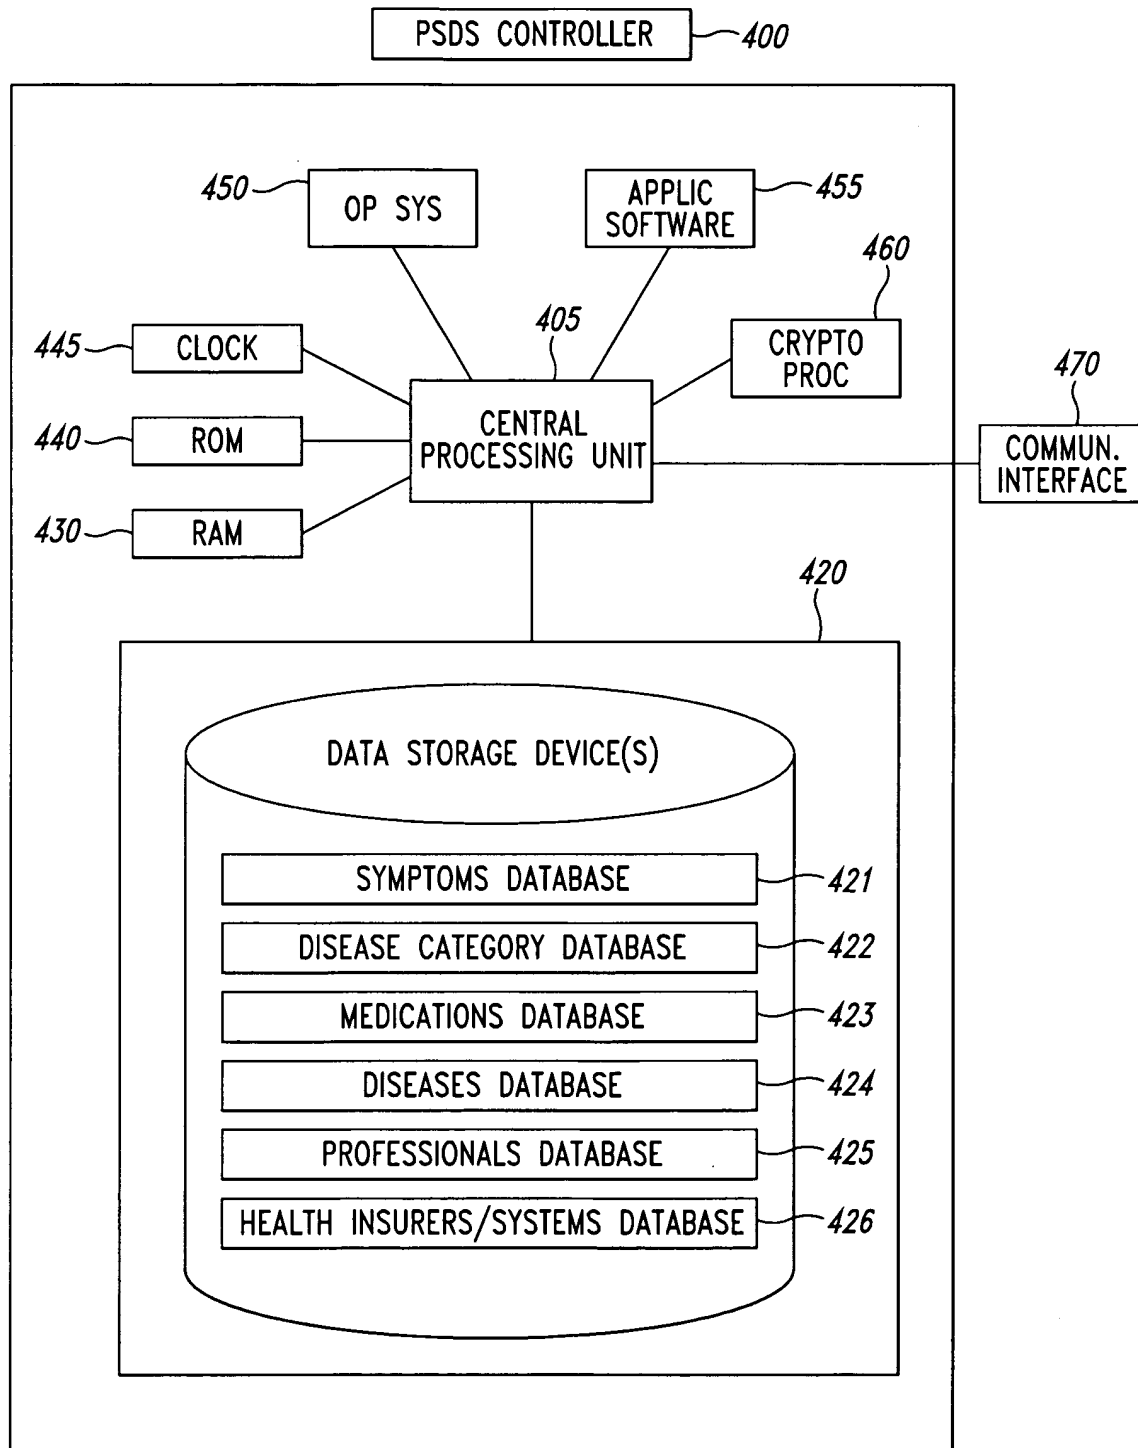 PSDS CONTROLLER 400
450 OP SYS
APPLIC SOFTWARE 455
460
445 CLOCK
405
CRYPTO PROC
470
440 ROM
CENTRAL
PROCESSING UNIT
COMMUN.
INTERFACE
430 RAM
420
DATA STORAGE DEVICE(S)
SYMPTOMS DATABASE 421
DISEASE CATEGORY DATABASE 422
MEDICATIONS DATABASE 423
DISEASES DATABASE 424
PROFESSIONALS DATABASE 425
HEALTH INSURERS/SYSTEMS DATABASE 426